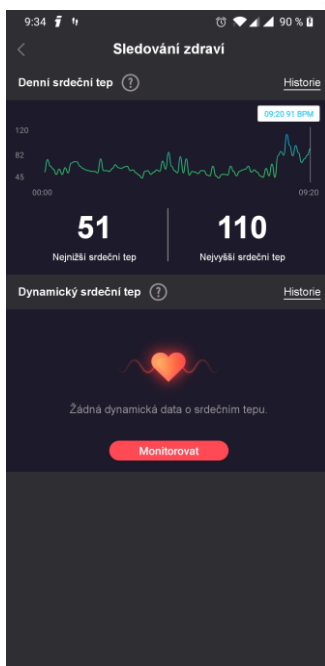 9:34 90 %
Sledování zdraví
Denní srdeční tep ? Historie
09:20 91 BPM
120
82
45
00:00 09:20
51 110
Nejnižší srdeční tep Nejvyšší srdeční tep
Dynamický srdeční tep ? Historie
Žádná dynamická data o srdečním tepu.
Monitorovat